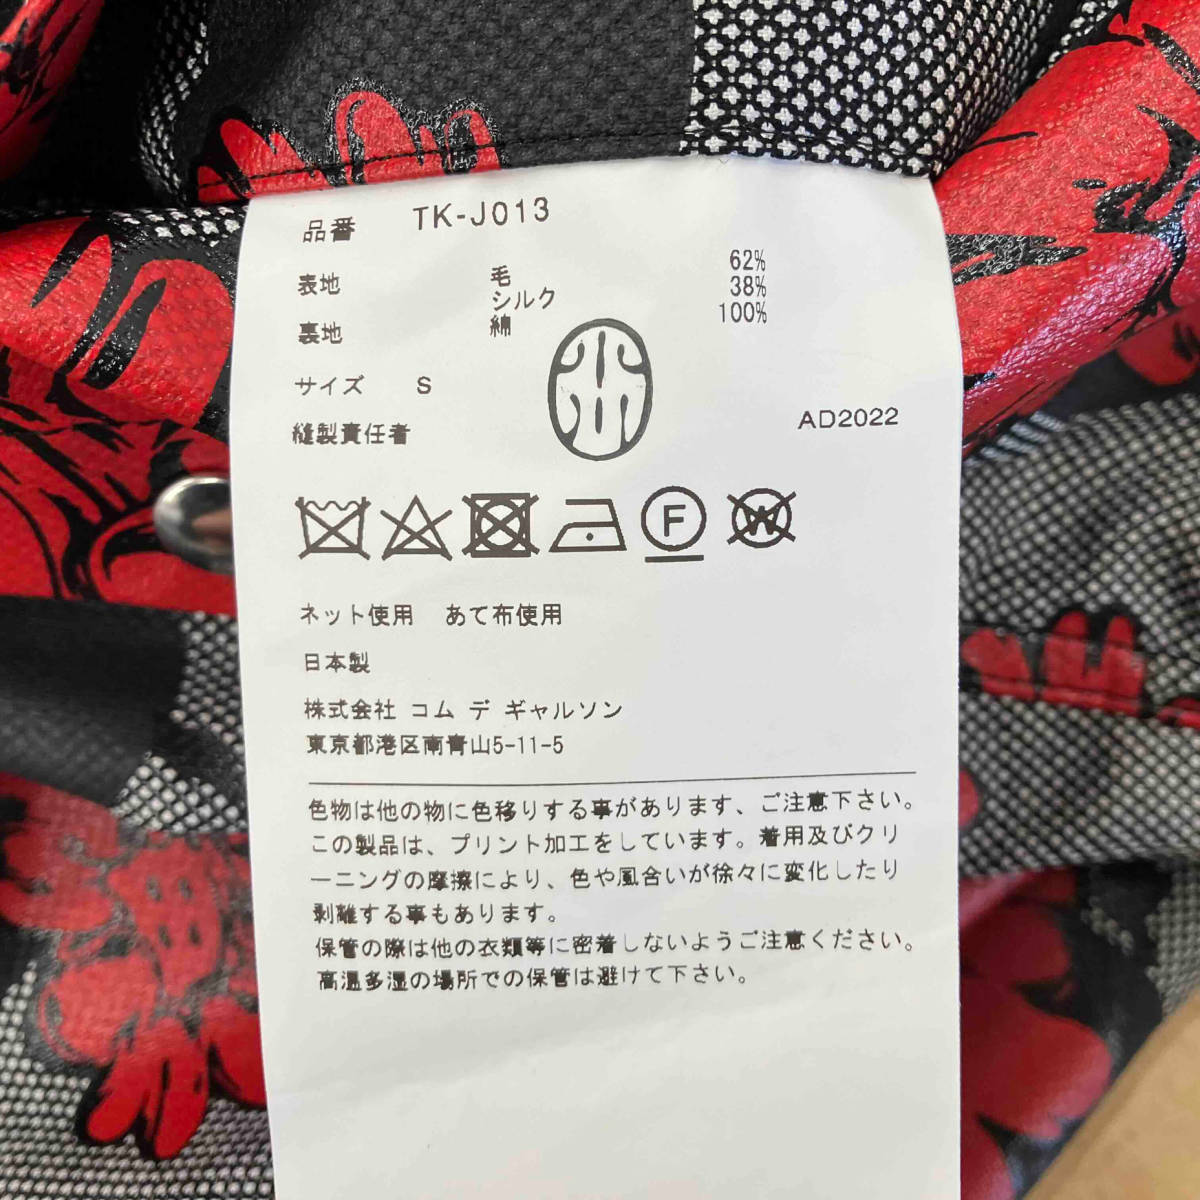 品番 TK-J013
表地 毛 62%
シルク 38%
裏地 綿 100%
サイズ S
縫製責任者
AD2022
F
W
ネット使用 あて布使用
日本製
株式会社 コム デ ギャルソン
東京都港区南青山5-11-5
色物は他の物に色移りする事があります、ご注意下さい。
この製品は、プリント加工をしています。着用及びクリ
ーニングの摩擦により、色や風合いが徐々に変化したり
剥離する事もあります。
保管の際は他の衣類等に密着しないようご注意ください。
高温多湿の場所での保管は避けて下さい。